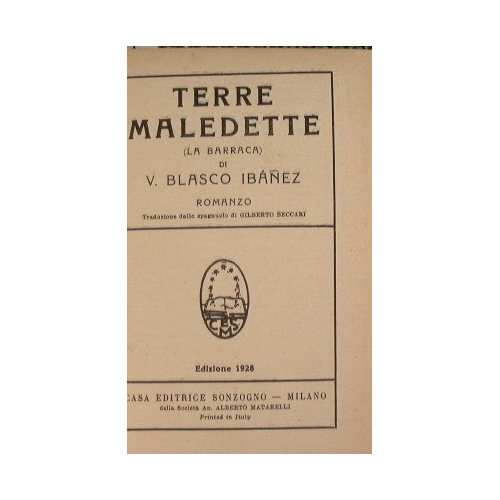 TERRE
MALEDETTE
(LA BARRACA)
DI
V. BLASCO IBÁÑEZ
ROMANZO
Traduzione dallo spagnuolo di GILBERTO BECCARI
C E M S
Edizione 1928
CASA EDITRICE SONZOGNO — MILANO
della Società An. ALBERTO MATARELLI
Printed in Italy